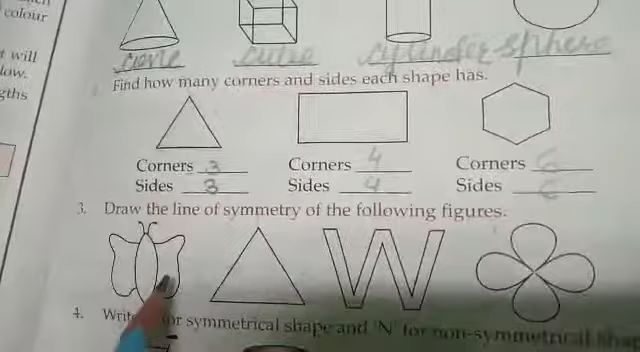 colour
will
low.
gths
cone cube cylinder sphere
Find how many corners and sides each shape has.
Corners 3 Corners 4 Corners 6
Sides 3 Sides 4 Sides 6
3. Draw the line of symmetry of the following figures.
4. Write for symmetrical shape and 'N' for non-symmetrical